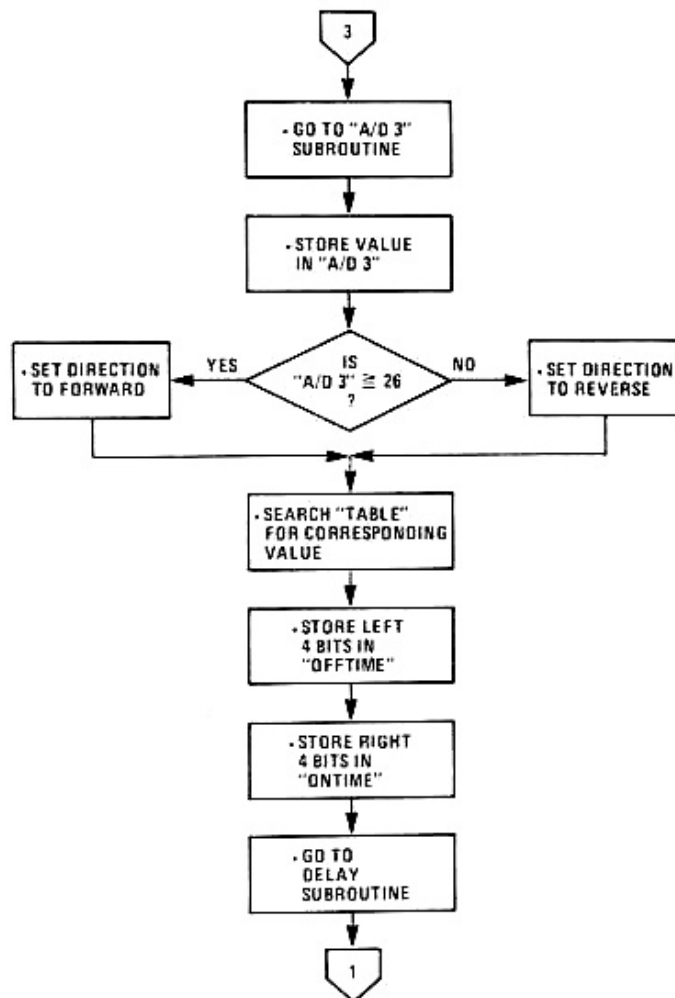 3
• GO TO "A/D 3"
SUBROUTINE
• STORE VALUE
IN "A/D 3"
IS
"A/D 3" ≧ 26
?
YES
NO
• SET DIRECTION
TO FORWARD
• SET DIRECTION
TO REVERSE
• SEARCH "TABLE"
FOR CORRESPONDING
VALUE
• STORE LEFT
4 BITS IN
"OFFTIME"
• STORE RIGHT
4 BITS IN
"ONTIME"
• GO TO
DELAY
SUBROUTINE
1